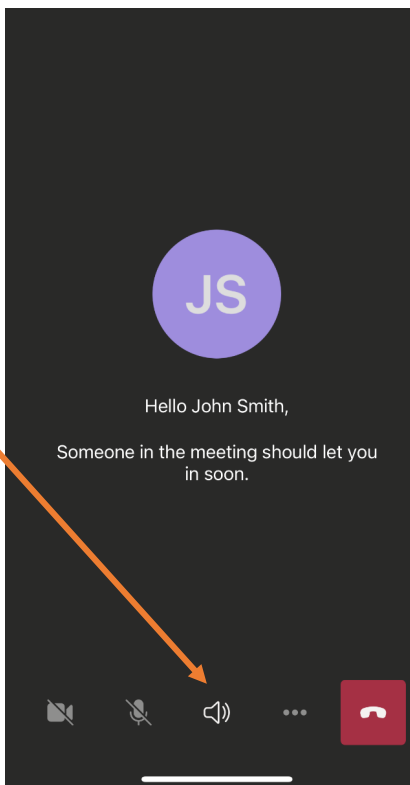 JS
Hello John Smith,
Someone in the meeting should let you
in soon.